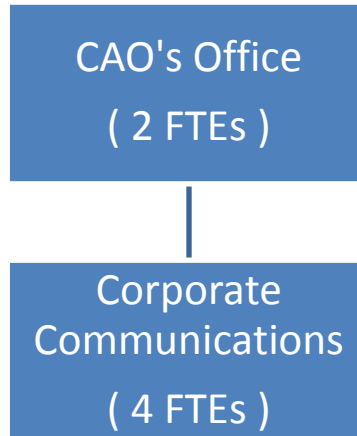 CAO's Office
( 2 FTEs )
Corporate
Communications
( 4 FTEs )